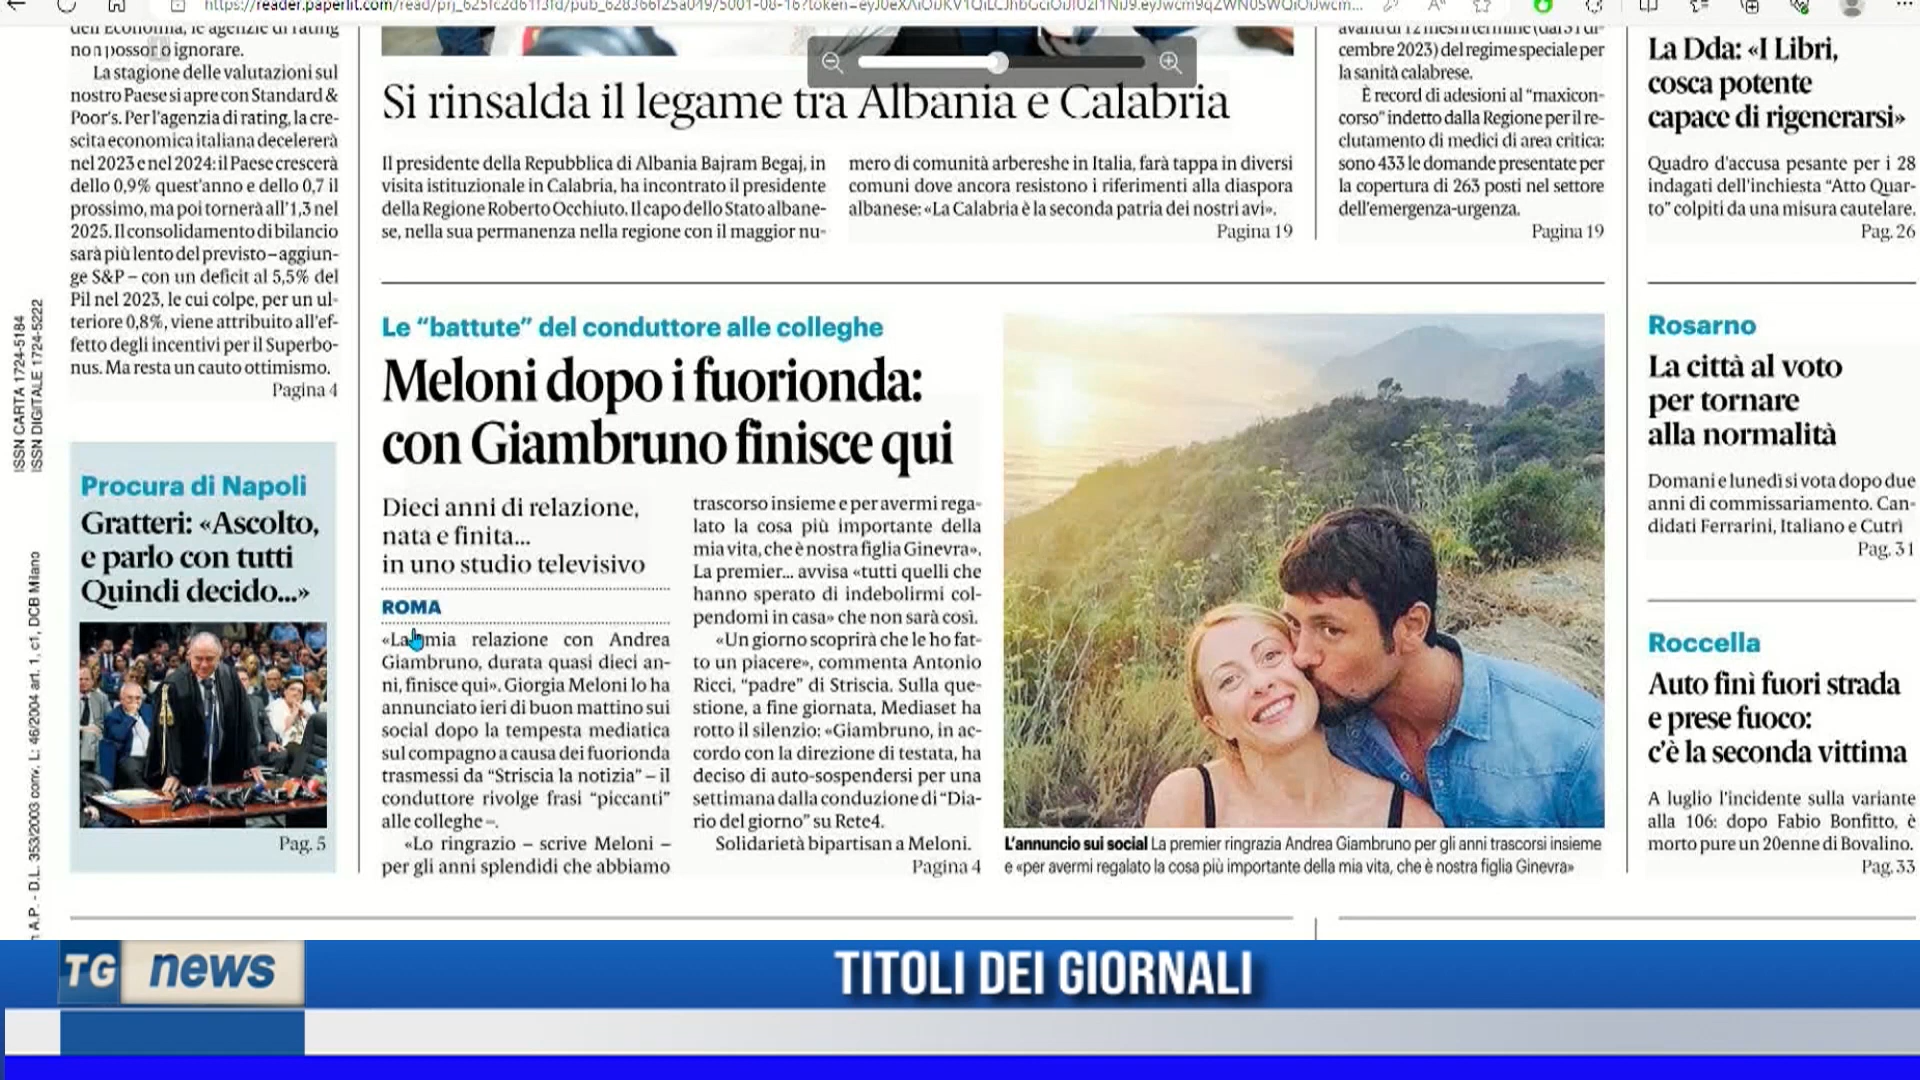 non possono ignorare.
La stagione delle valutazioni sul
nostro Paese si apre con Standard &
Poor's. Per l'agenzia di rating, la cre-
scita economica italiana decelererà
nel 2023 e nel 2024: il Paese crescerà
dello 0,9% quest'anno e dello 0,7 il
prossimo, ma poi tornerà all'1,3 nel
2025. Il consolidamento di bilancio
sarà più lento del previsto – aggiun-
ge S&P – con un deficit al 5,5% del
Pil nel 2023, le cui colpe, per un ul-
teriore 0,8%, viene attribuito all'ef-
fetto degli incentivi per il Superbo-
nus. Ma resta un cauto ottimismo.
Pagina 4
ISSN CARTA 1724-5184
ISSN DIGITALE 1724-5222
A.P. - D.L. 353/2003 conv. L: 46/2004 art. 1, c1, DCB Milano
Procura di Napoli
Gratteri: «Ascolto,
e parlo con tutti
Quindi decido...»
Pag. 5
Si rinsalda il legame tra Albania e Calabria
Il presidente della Repubblica di Albania Bajram Begaj, in
visita istituzionale in Calabria, ha incontrato il presidente
della Regione Roberto Occhiuto. Il capo dello Stato albane-
se, nella sua permanenza nella regione con il maggior nu-
mero di comunità arbereshe in Italia, farà tappa in diversi
comuni dove ancora resistono i riferimenti alla diaspora
albanese: «La Calabria è la seconda patria dei nostri avi».
Pagina 19
cembre 2023) del regime speciale per
la sanità calabrese.
È record di adesioni al “maxicon-
corso” indetto dalla Regione per il re-
clutamento di medici di area critica:
sono 433 le domande presentate per
la copertura di 263 posti nel settore
dell'emergenza-urgenza.
Pagina 19
Le “battute” del conduttore alle colleghe
Meloni dopo i fuorionda:
con Giambruno finisce qui
Dieci anni di relazione,
nata e finita...
in uno studio televisivo
ROMA
«La mia relazione con Andrea
Giambruno, durata quasi dieci an-
ni, finisce qui». Giorgia Meloni lo ha
annunciato ieri di buon mattino sui
social dopo la tempesta mediatica
sul compagno a causa dei fuorionda
trasmessi da “Striscia la notizia” – il
conduttore rivolge frasi “piccanti”
alle colleghe –.
«Lo ringrazio – scrive Meloni –
per gli anni splendidi che abbiamo
trascorso insieme e per avermi rega-
lato la cosa più importante della
mia vita, che è nostra figlia Ginevra».
La premier... avvisa «tutti quelli che
hanno sperato di indebolirmi col-
pendomi in casa» che non sarà così.
«Un giorno scoprirà che le ho fat-
to un piacere», commenta Antonio
Ricci, “padre” di Striscia. Sulla que-
stione, a fine giornata, Mediaset ha
rotto il silenzio: «Giambruno, in ac-
cordo con la direzione di testata, ha
deciso di auto-sospendersi per una
settimana dalla conduzione di “Dia-
rio del giorno” su Rete4.
Solidarietà bipartisan a Meloni.
Pagina 4
L'annuncio sui social La premier ringrazia Andrea Giambruno per gli anni trascorsi insieme
e «per avermi regalato la cosa più importante della mia vita, che è nostra figlia Ginevra»
La Dda: «I Libri,
cosca potente
capace di rigenerarsi»
Quadro d'accusa pesante per i 28
indagati dell'inchiesta “Atto Quar-
to” colpiti da una misura cautelare.
Pag. 26
Rosarno
La città al voto
per tornare
alla normalità
Domani e lunedì si vota dopo due
anni di commissariamento. Can-
didati Ferrarini, Italiano e Cutrì
Pag. 31
Roccella
Auto finì fuori strada
e prese fuoco:
c'è la seconda vittima
A luglio l'incidente sulla variante
alla 106: dopo Fabio Bonfitto, è
morto pure un 20enne di Bovalino.
Pag. 33
TG news
TITOLI DEI GIORNALI